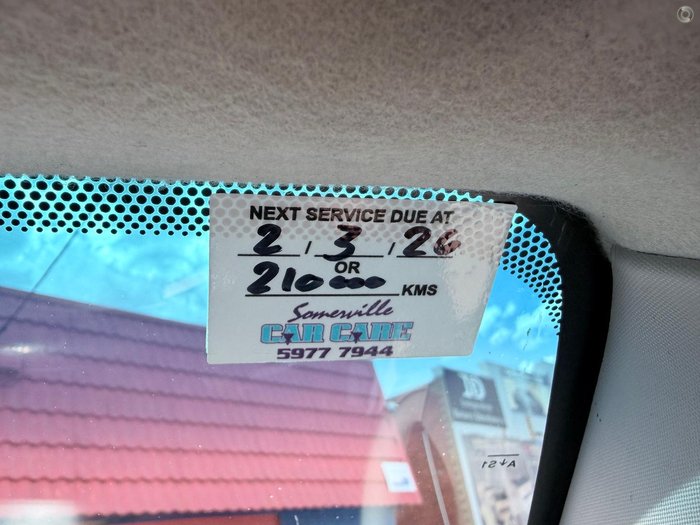 NEXT SERVICE DUE AT
2 / 3 / 26
OR
210000 KMS
Somerville
CAR CARE
5977 7944